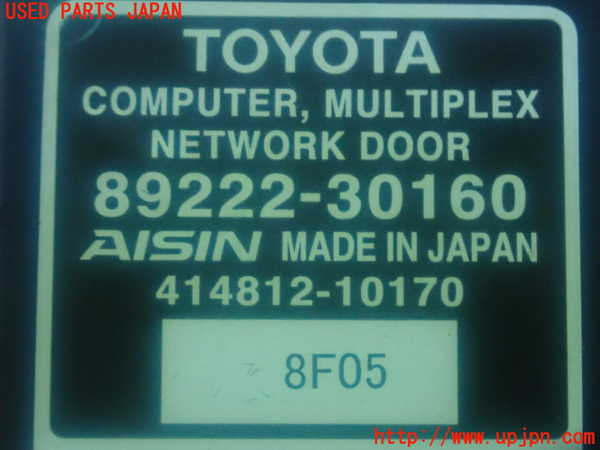 USED PARTS JAPAN
TOYOTA
COMPUTER, MULTIPLEX
NETWORK DOOR
89222-30160
AISIN MADE IN JAPAN
414812-10170
8F05
http://www.upjpn.com/